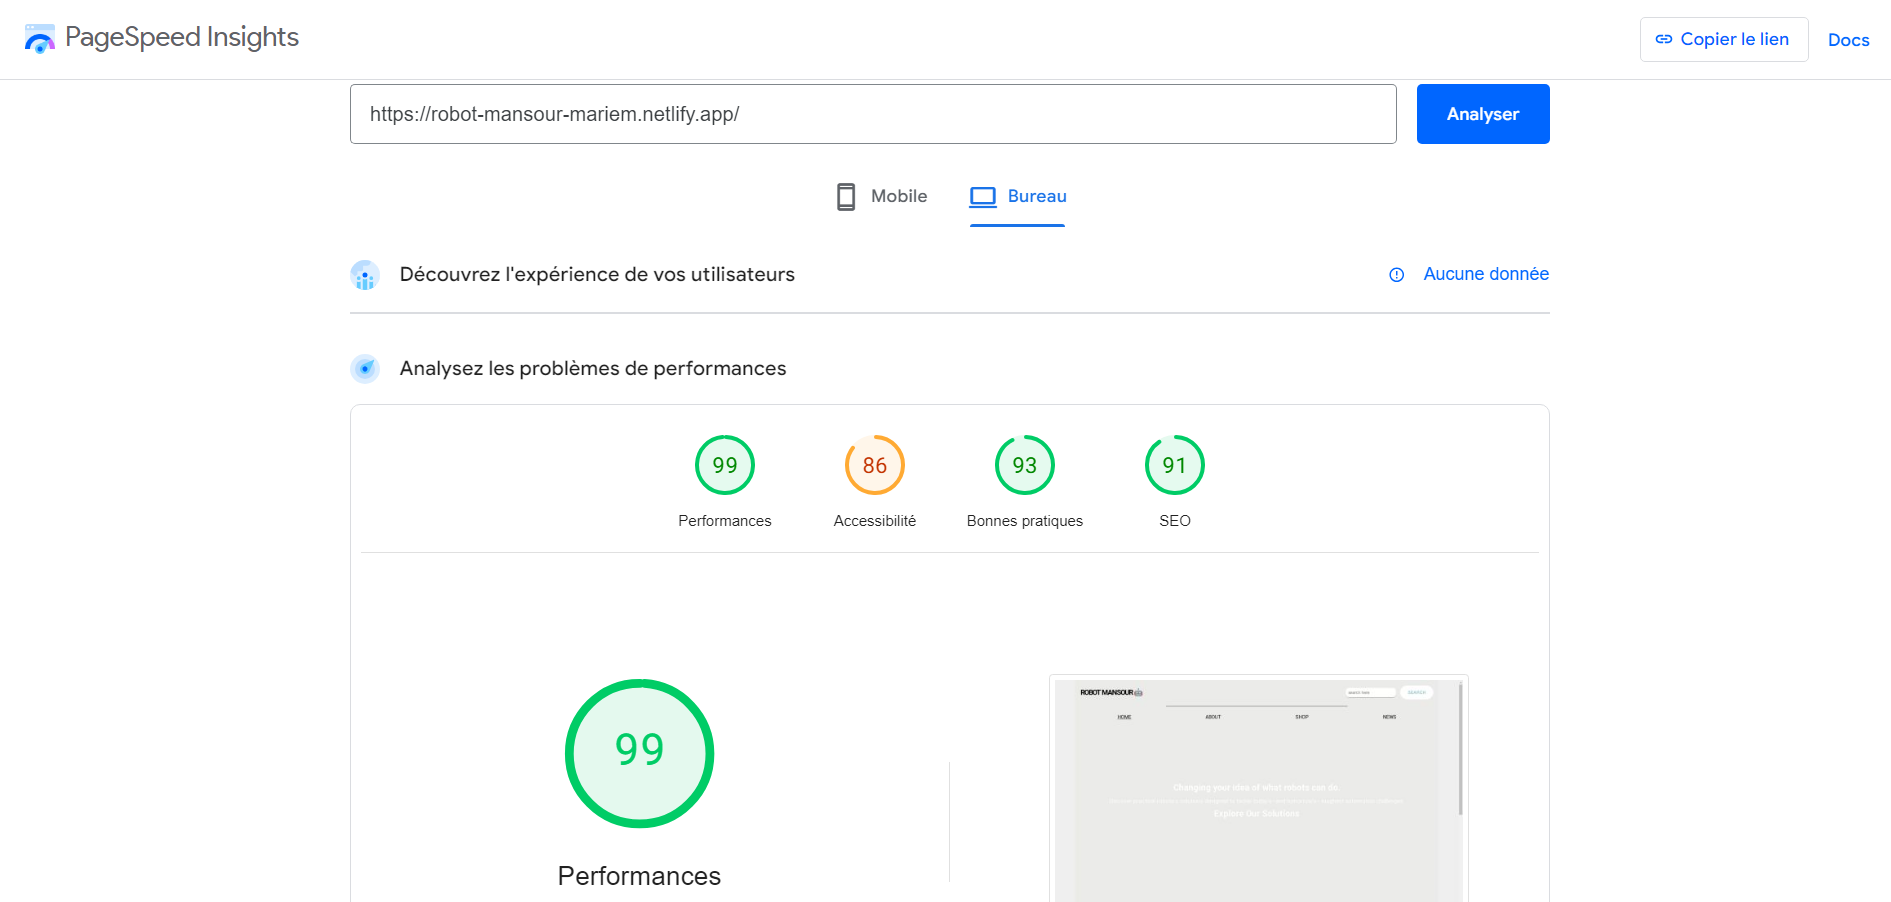 PageSpeed Insights
Copier le lien
Docs
https://robot-mansour-mariem.netlify.app/
Analyser
Mobile
Bureau
Découvrez l'expérience de vos utilisateurs
Aucune donnée
Analysez les problèmes de performances
99
86
93
91
Performances
Accessibilité
Bonnes pratiques
SEO
99
Performances
ROBOT MANSOUR
SEARCH
HOME
ABOUT
SHOP
NEWS
Changing your idea of what robots can do.
Explore Our Solutions